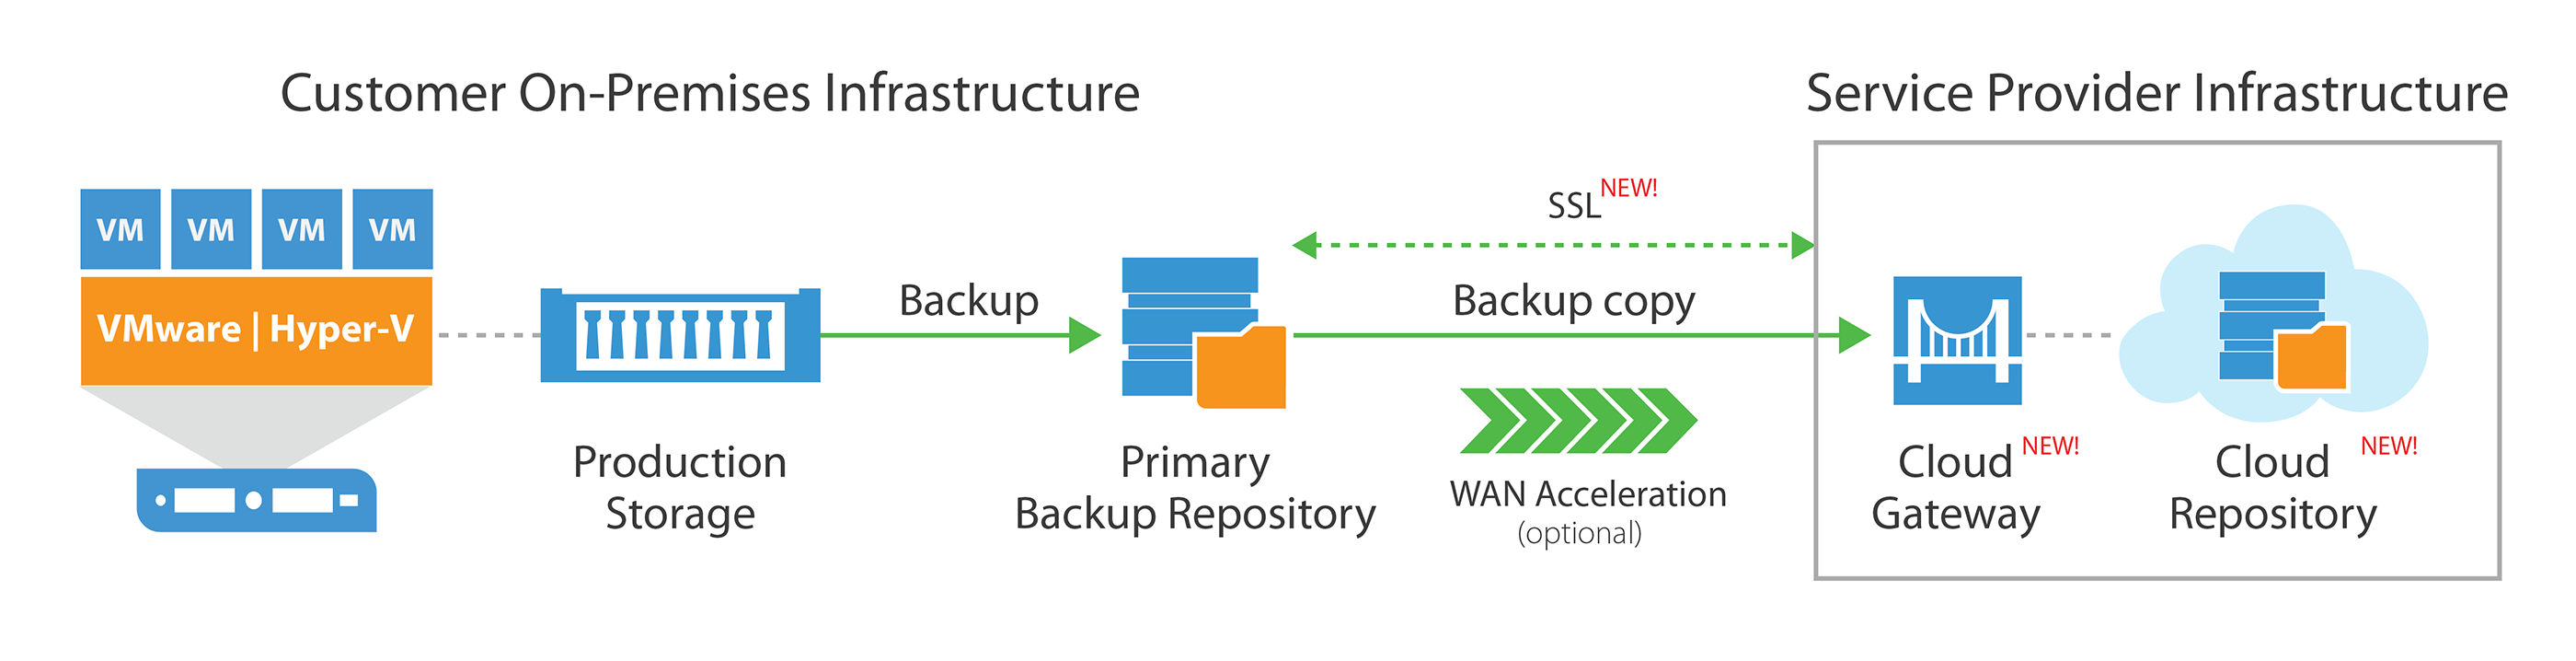 Customer On-Premises Infrastructure
Service Provider Infrastructure
VM VM VM VM
VMware | Hyper-V
Production
Storage
Backup
Primary
Backup Repository
SSL NEW!
Backup copy
WAN Acceleration
(optional)
Cloud NEW!
Gateway
Cloud NEW!
Repository